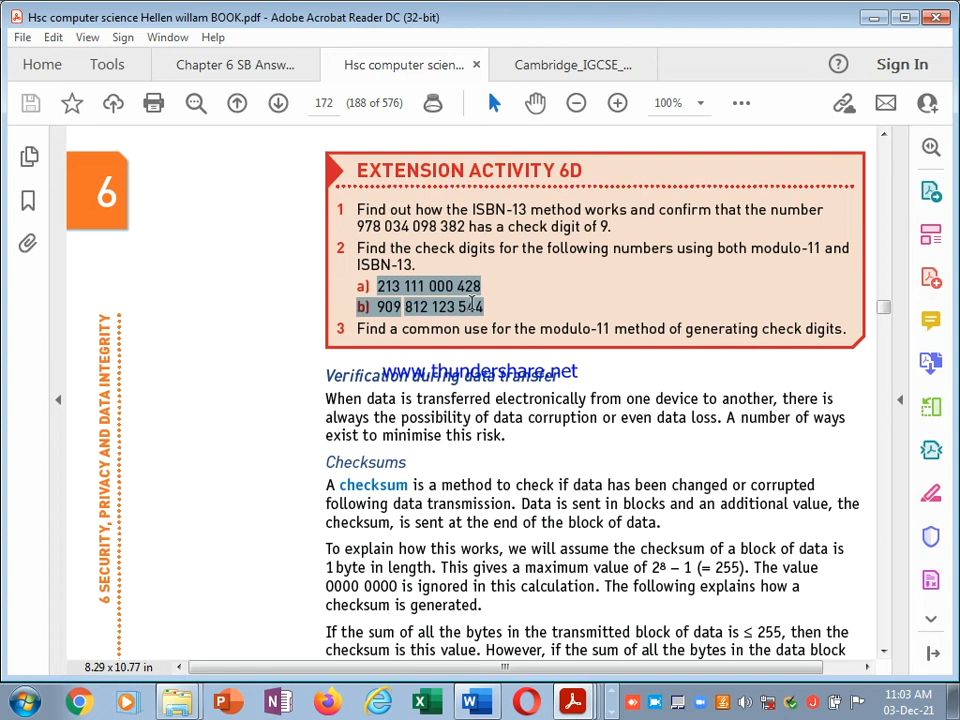 Hsc computer science Hellen willam BOOK.pdf - Adobe Acrobat Reader DC (32-bit)
File Edit View Sign Window Help
Home Tools Chapter 6 SB Answ... Hsc computer scien... × Cambridge_IGCSE_... Sign In
172 (188 of 576) 100%
6
EXTENSION ACTIVITY 6D
1 Find out how the ISBN-13 method works and confirm that the number
978 034 098 382 has a check digit of 9.
2 Find the check digits for the following numbers using both modulo-11 and
ISBN-13.
a) 213 111 000 428
b) 909 812 123 544
3 Find a common use for the modulo-11 method of generating check digits.
www.thundershare.net
Verification during data transfer
When data is transferred electronically from one device to another, there is
always the possibility of data corruption or even data loss. A number of ways
exist to minimise this risk.
Checksums
A checksum is a method to check if data has been changed or corrupted
following data transmission. Data is sent in blocks and an additional value, the
checksum, is sent at the end of the block of data.
To explain how this works, we will assume the checksum of a block of data is
1 byte in length. This gives a maximum value of 2⁸ – 1 (= 255). The value
0000 0000 is ignored in this calculation. The following explains how a
checksum is generated.
If the sum of all the bytes in the transmitted block of data is ≤ 255, then the
checksum is this value. However, if the sum of all the bytes in the data block
6 SECURITY, PRIVACY AND DATA INTEGRITY
8.29 x 10.77 in
11:03 AM
03-Dec-21